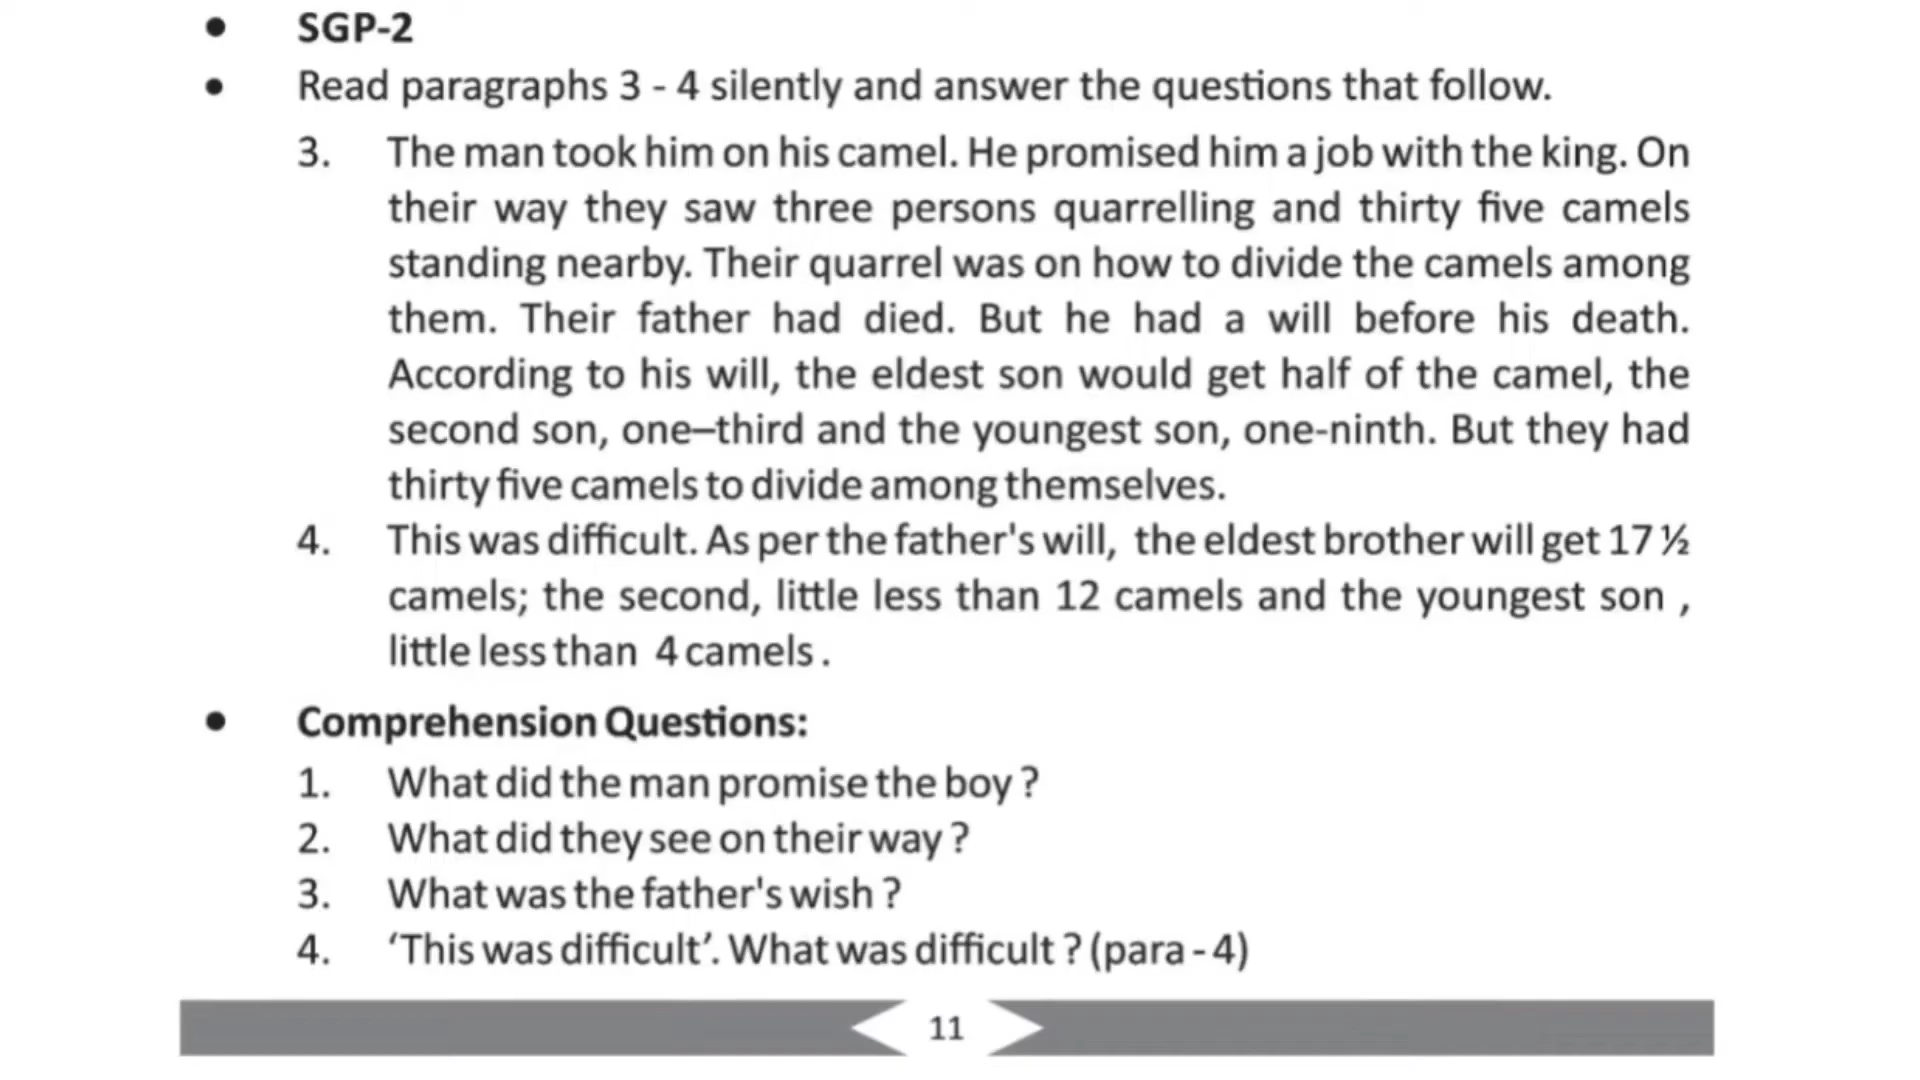 • SGP-2
• Read paragraphs 3 - 4 silently and answer the questions that follow.
3. The man took him on his camel. He promised him a job with the king. On
their way they saw three persons quarrelling and thirty five camels
standing nearby. Their quarrel was on how to divide the camels among
them. Their father had died. But he had a will before his death.
According to his will, the eldest son would get half of the camel, the
second son, one–third and the youngest son, one-ninth. But they had
thirty five camels to divide among themselves.
4. This was difficult. As per the father's will, the eldest brother will get 17 ½
camels; the second, little less than 12 camels and the youngest son ,
little less than 4 camels .
• Comprehension Questions:
1. What did the man promise the boy ?
2. What did they see on their way ?
3. What was the father's wish ?
4. ‘This was difficult’. What was difficult ? (para - 4)
11